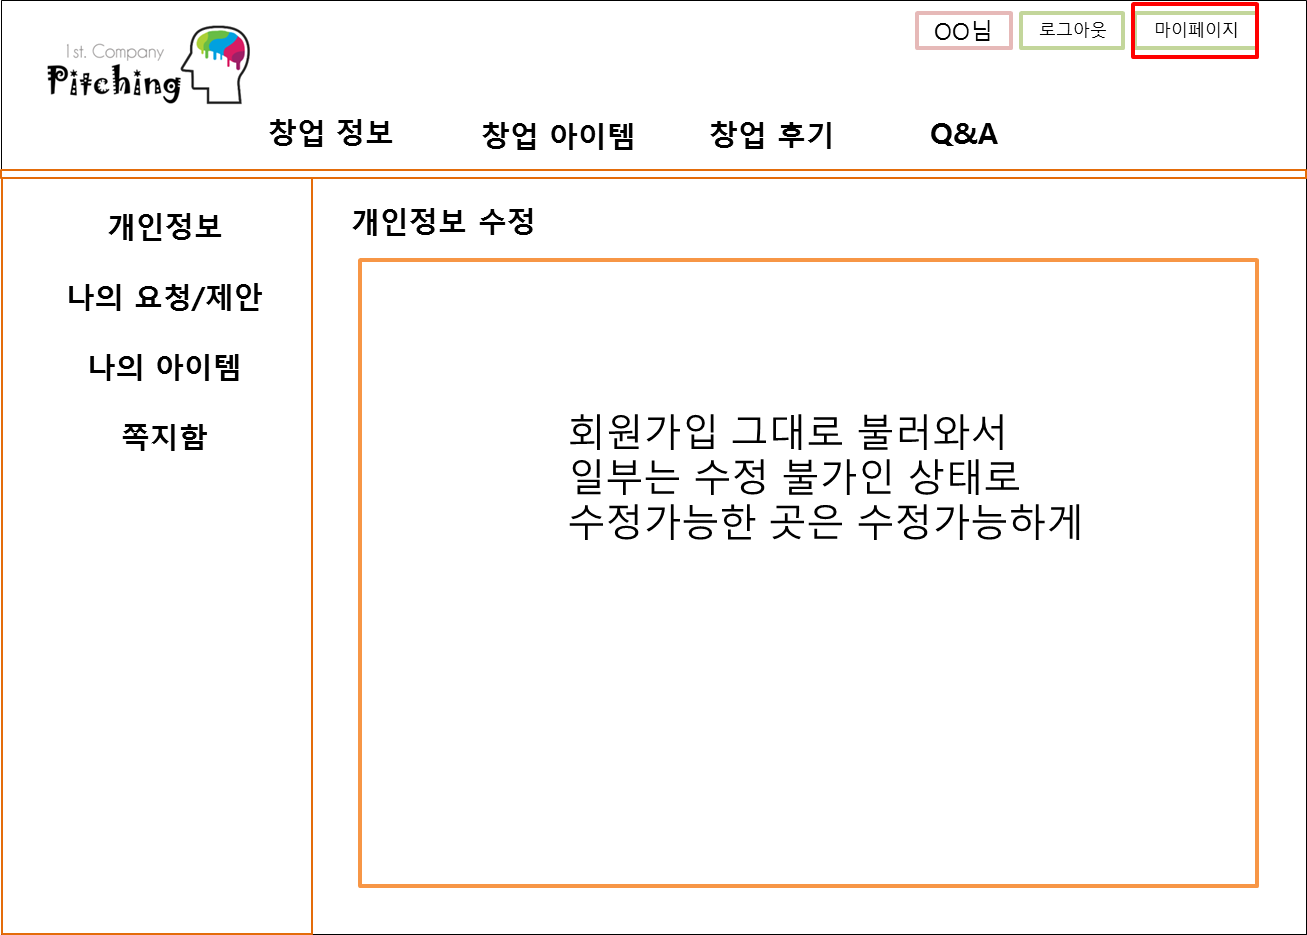 1st. Company
Pitching
OO님
로그아웃
마이페이지
창업 정보
창업 아이템
창업 후기
Q&A
개인정보
나의 요청/제안
나의 아이템
쪽지함
개인정보 수정
회원가입 그대로 불러와서
일부는 수정 불가인 상태로
수정가능한 곳은 수정가능하게